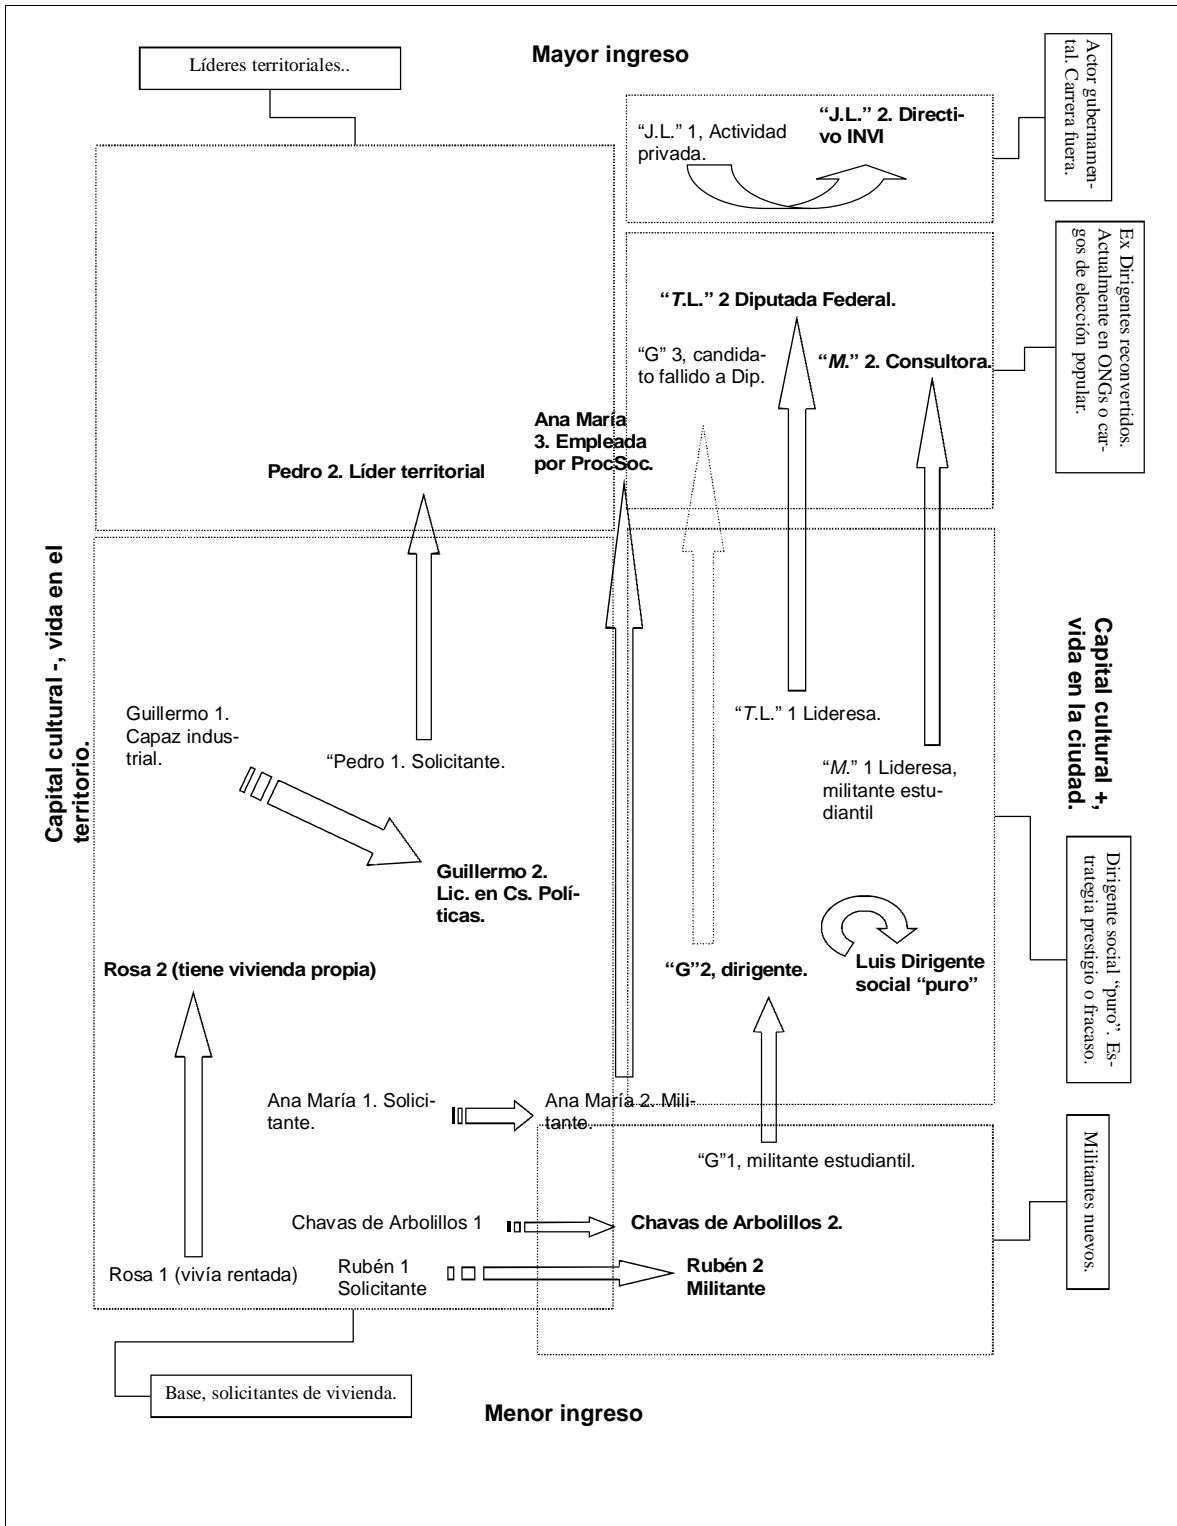 Mayor ingreso
Líderes territoriales..
Actor gubernamen-
tal. Carrera fuera.
“J.L.” 1, Actividad
privada.
“J.L.” 2. Directi-
vo INVI
Ex Dirigentes reconvertidos.
Actualmente en ONGs o car-
gos de elección popular.
“T.L.” 2 Diputada Federal.
“G” 3, candida-
to fallido a Dip.
“M.” 2. Consultora.
Ana María
3. Empleada
por ProcSoc.
Pedro 2. Líder territorial
Capital cultural -, vida en el
territorio.
Capital cultural +,
vida en la ciudad.
Guillermo 1.
Capaz indus-
trial.
“Pedro 1. Solicitante.
“T.L.” 1 Lideresa.
“M.” 1 Lideresa,
militante estu-
diantil
Guillermo 2.
Lic. en Cs. Polí-
ticas.
Dirigente social “puro”. Es-
trategia prestigio o fracaso.
Rosa 2 (tiene vivienda propia)
“G”2, dirigente.
Luis Dirigente
social “puro”
Ana María 1. Solici-
tante.
Ana María 2. Mili-
tante.
“G”1, militante estudiantil.
Militantes nuevos.
Chavas de Arbolillos 1
Chavas de Arbolillos 2.
Rosa 1 (vivía rentada)
Rubén 1
Solicitante
Rubén 2
Militante
Base, solicitantes de vivienda.
Menor ingreso